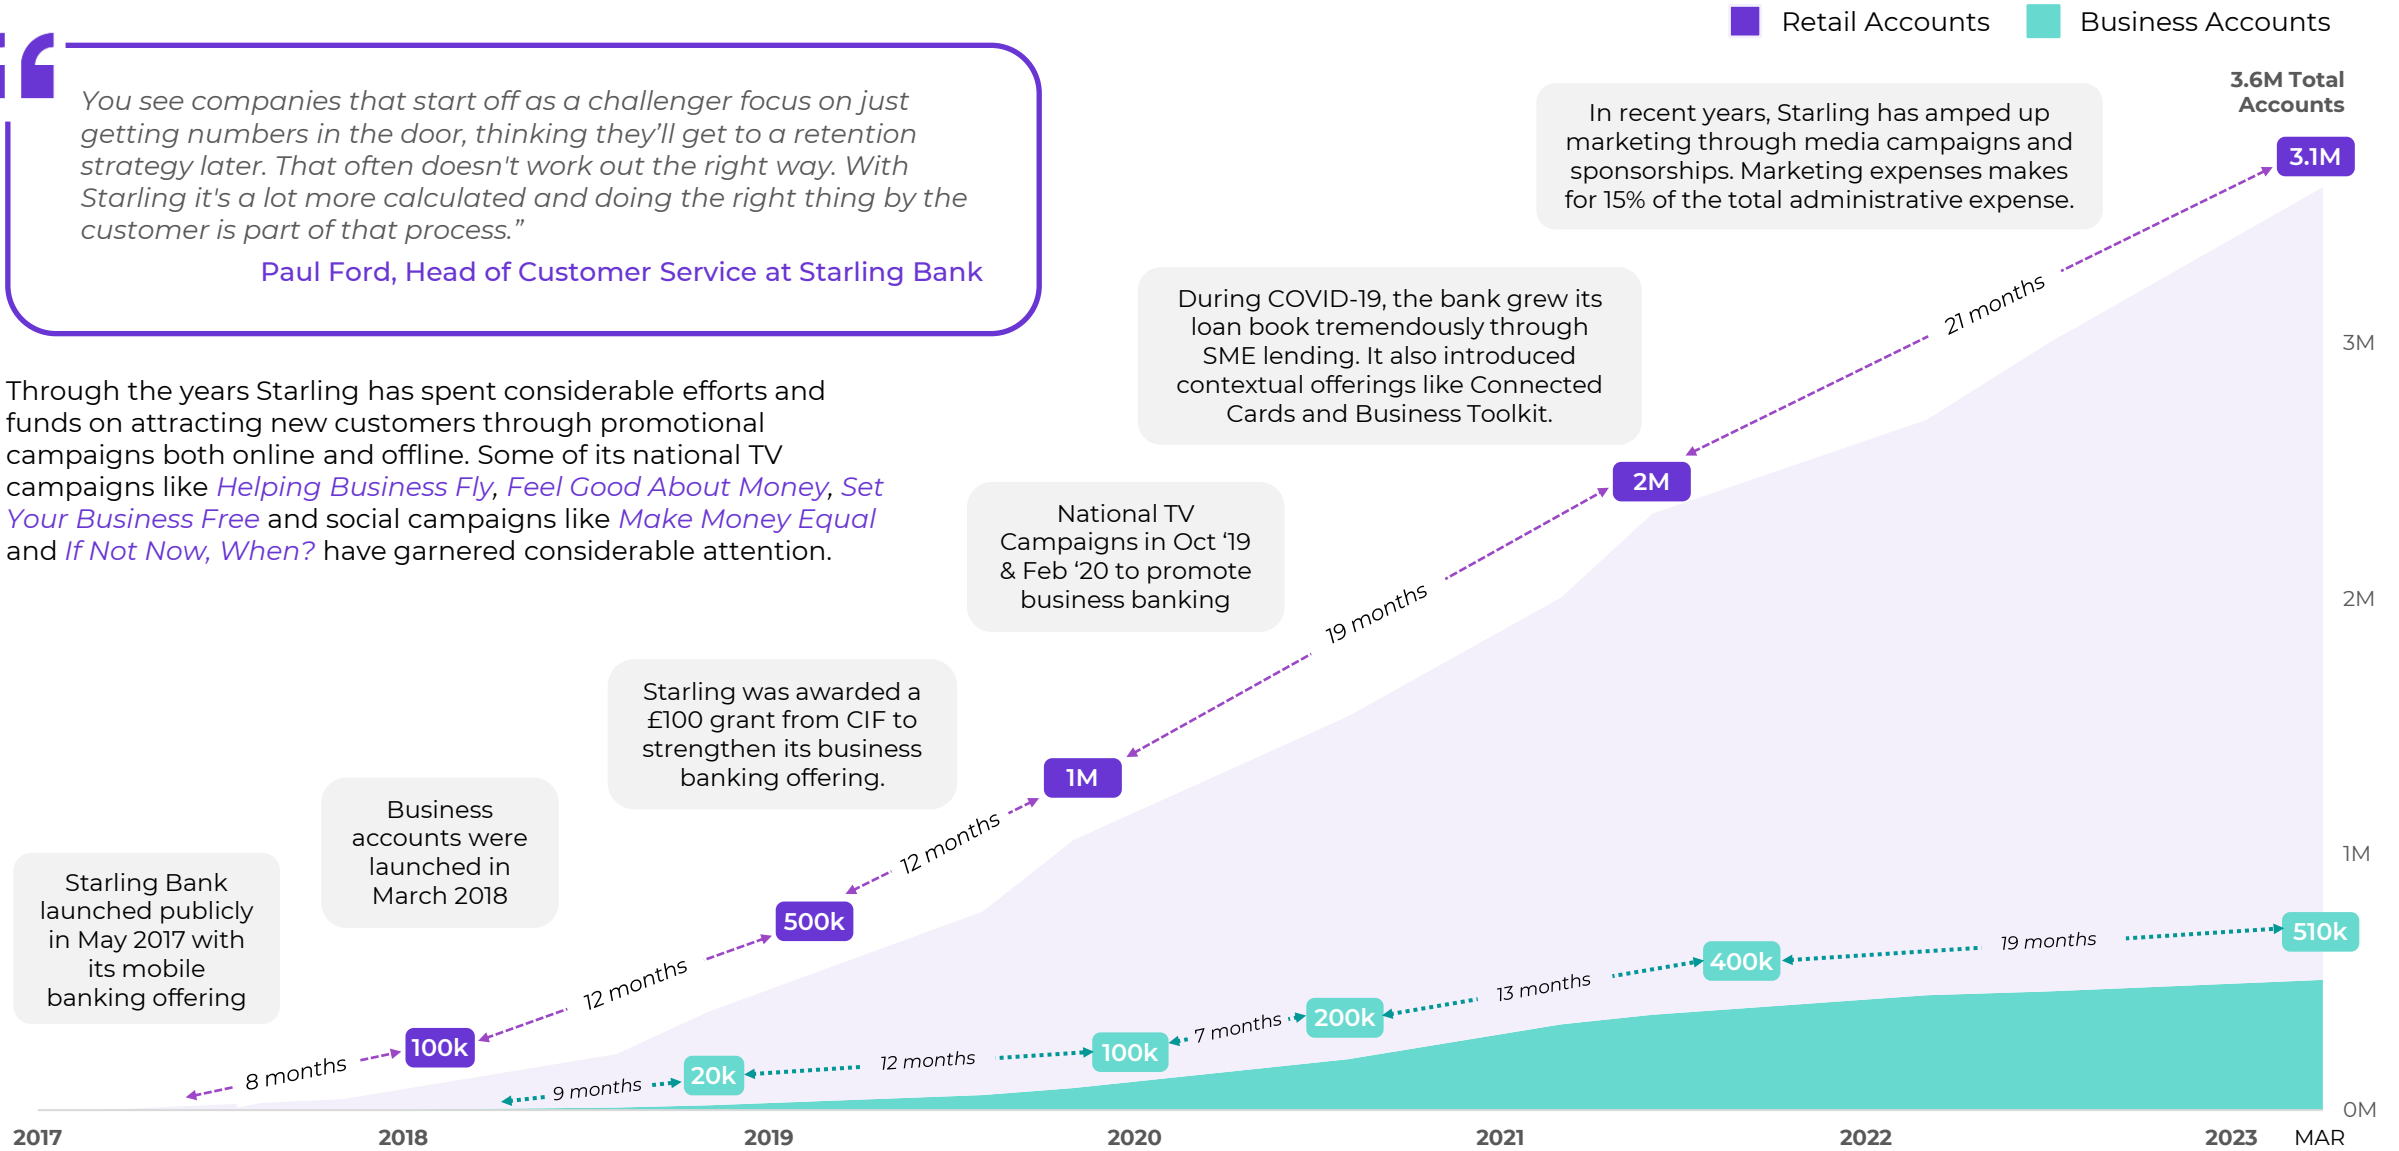 Retail Accounts
Business Accounts
“
You see companies that start off as a challenger focus on just
getting numbers in the door, thinking they’ll get to a retention
strategy later. That often doesn't work out the right way. With
Starling it's a lot more calculated and doing the right thing by the
customer is part of that process.”
Paul Ford, Head of Customer Service at Starling Bank
Through the years Starling has spent considerable efforts and
funds on attracting new customers through promotional
campaigns both online and offline. Some of its national TV
campaigns like Helping Business Fly, Feel Good About Money, Set
Your Business Free and social campaigns like Make Money Equal
and If Not Now, When? have garnered considerable attention.
Starling Bank
launched publicly
in May 2017 with
its mobile
banking offering
Business
accounts were
launched in
March 2018
Starling was awarded a
£100 grant from CIF to
strengthen its business
banking offering.
National TV
Campaigns in Oct ‘19
& Feb ‘20 to promote
business banking
During COVID-19, the bank grew its
loan book tremendously through
SME lending. It also introduced
contextual offerings like Connected
Cards and Business Toolkit.
In recent years, Starling has amped up
marketing through media campaigns and
sponsorships. Marketing expenses makes
for 15% of the total administrative expense.
3.6M Total
Accounts
8 months
100k
12 months
500k
12 months
1M
19 months
2M
21 months
3.1M
9 months
20k
12 months
100k
7 months
200k
13 months
400k
19 months
510k
3M
2M
1M
0M
2017
2018
2019
2020
2021
2022
2023
MAR